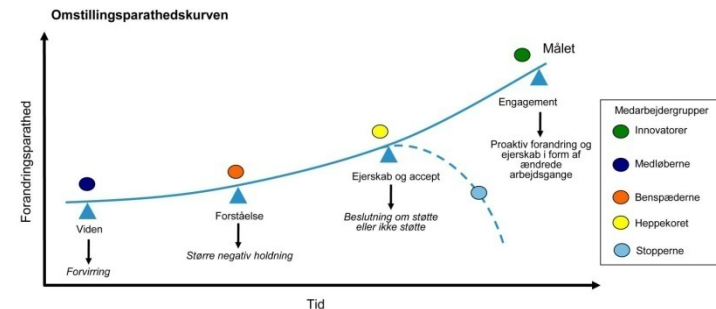 Omstillingsparathedskurven
Målet
Engagement
Proaktiv forandring og
ejerskab i form af
ændrede
arbejdsgange
Ejerskab og accept
Beslutning om støtte
eller ikke støtte
Forståelse
Større negativ holdning
Viden
Forvirring
Forandringsparathed
Tid
Medarbejdergrupper
Innovatorer
Medløberne
Benspæderne
Heppekoret
Stopperne